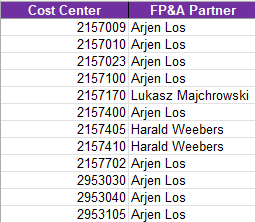 Cost Center FP&A Partner
2157009 Arjen Los
2157010 Arjen Los
2157023 Arjen Los
2157100 Arjen Los
2157170 Lukasz Majchrowski
2157400 Arjen Los
2157405 Harald Weebers
2157410 Harald Weebers
2157702 Arjen Los
2953030 Arjen Los
2953040 Arjen Los
2953105 Arjen Los